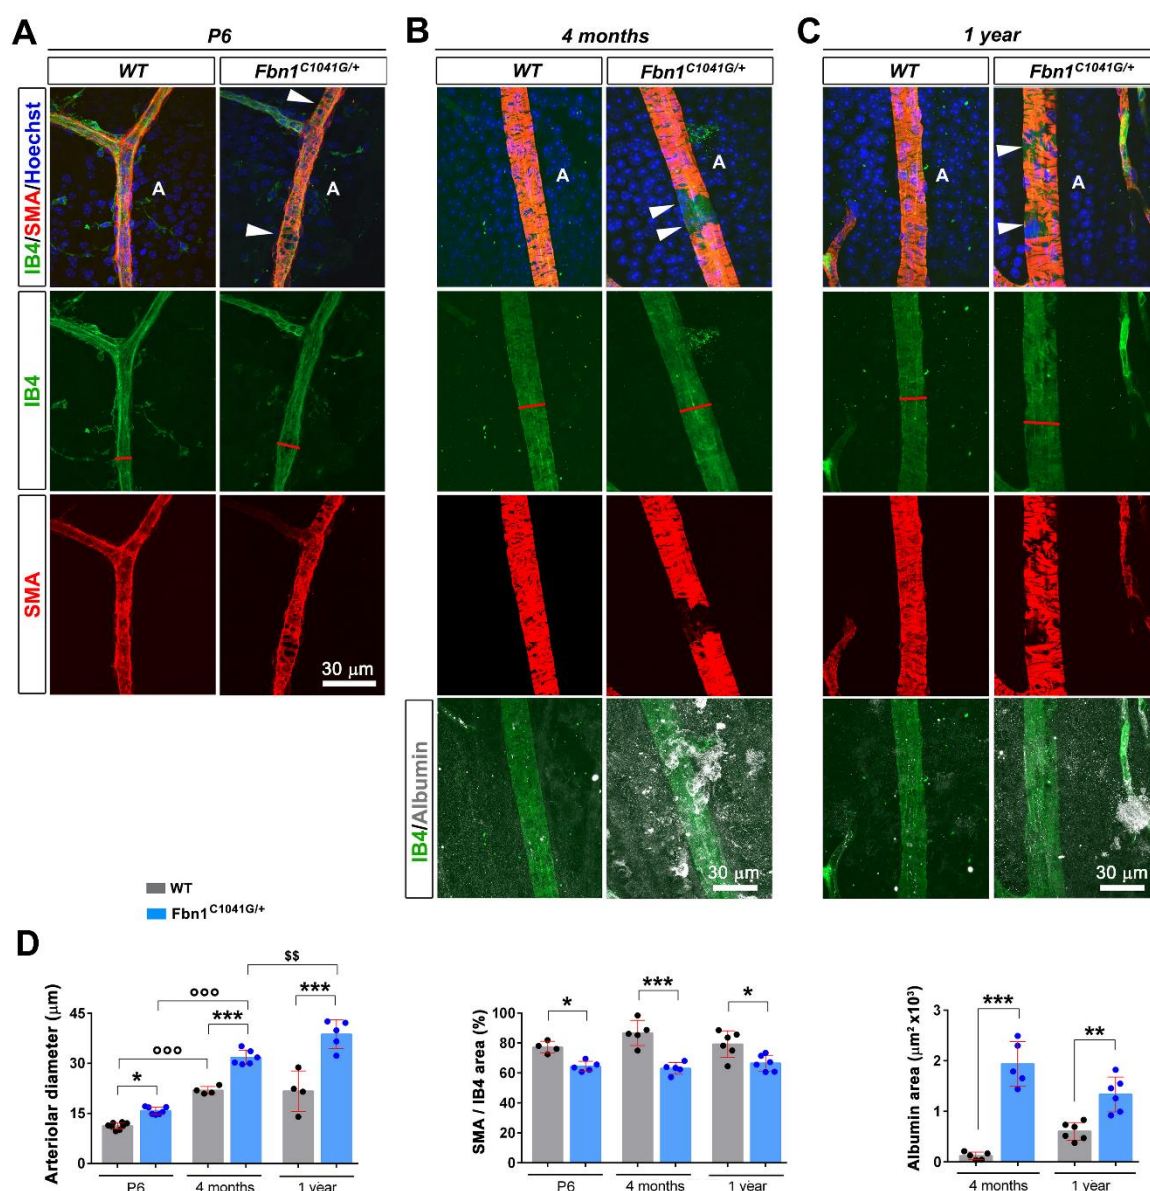 A P6
WT Fbn1C1041G/+
IB4/SMA/Hoechst
A A
IB4
SMA
30 µm
B 4 months
WT Fbn1C1041G/+
A A
IB4/Albumin
30 µm
C 1 year
WT Fbn1C1041G/+
A A
30 µm
D
WT
Fbn1C1041G/+
Arteriolar diameter (µm)
45
30
15
0
* °°° °°° *** $$ ***
P6 4 months 1 year
SMA / IB4 area (%)
100
80
60
40
20
0
* *** *
P6 4 months 1 year
Albumin area (µm² x10³)
3
2
1
0
*** **
4 months 1 year